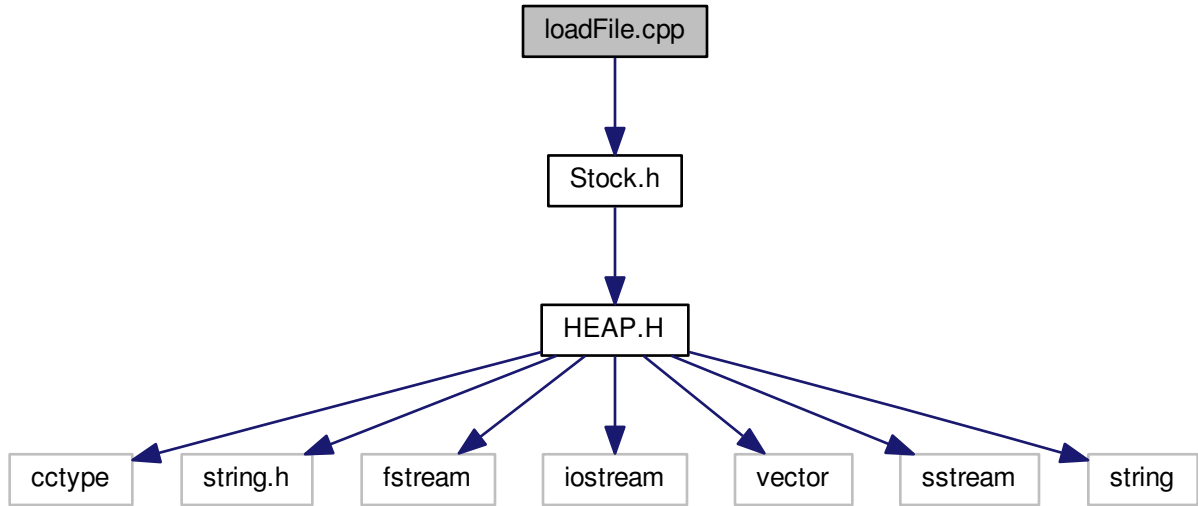 loadFile.cpp
Stock.h
HEAP.H
cctype
string.h
fstream
iostream
vector
sstream
string